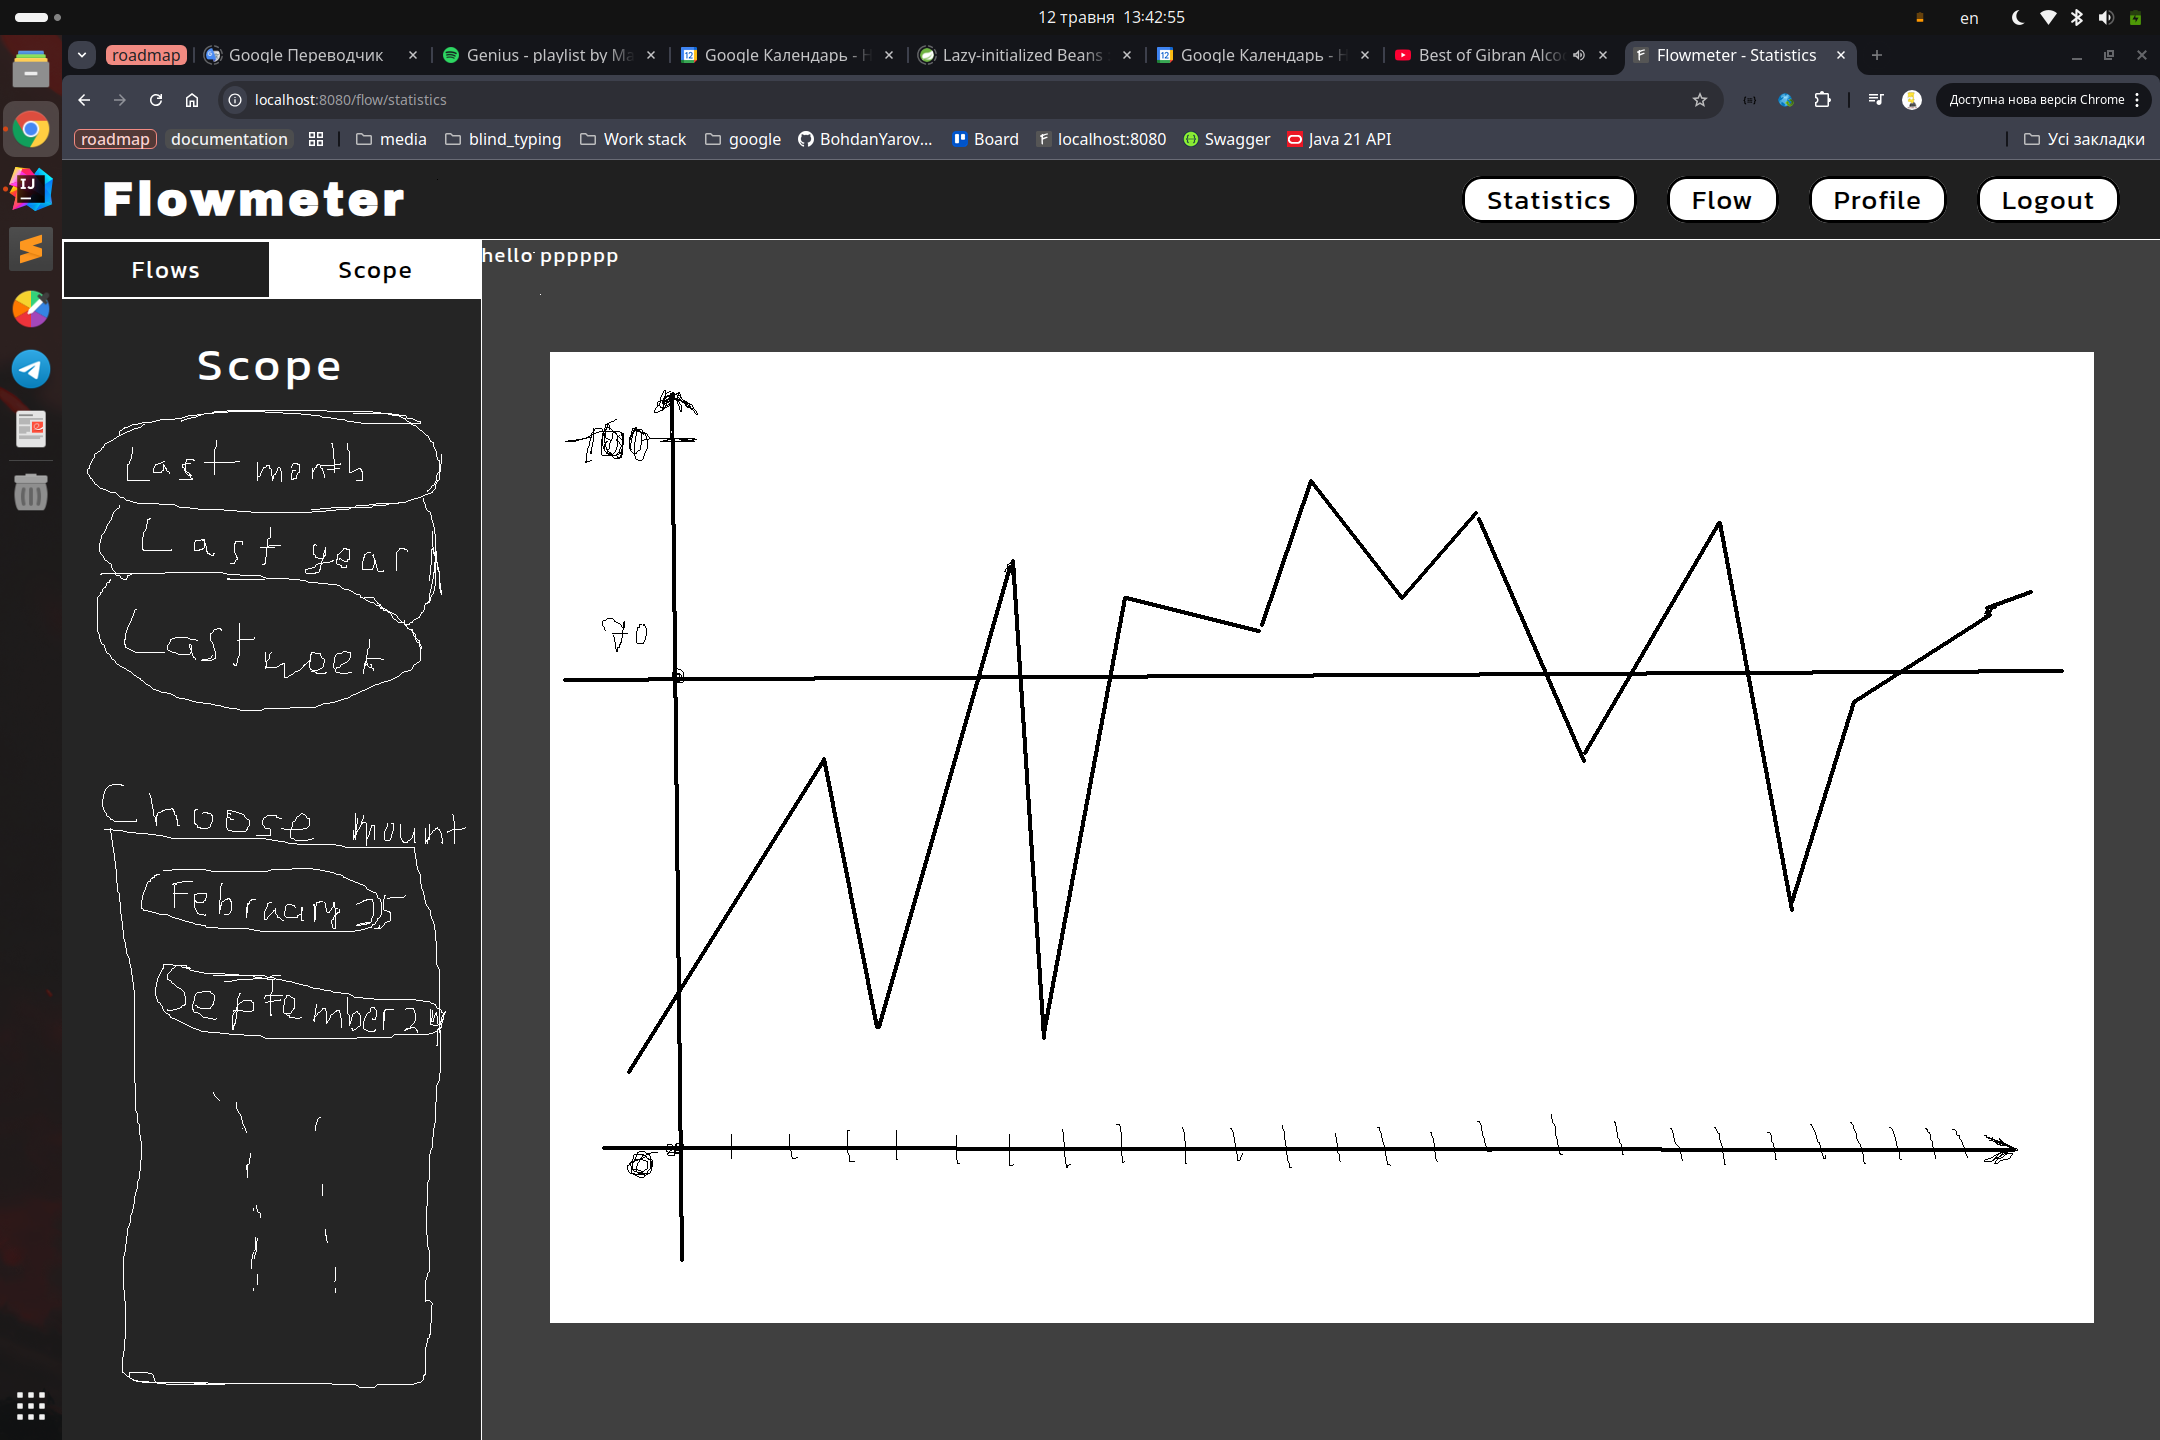 12 травня 13:42:55
en
roadmap
Google Переводчик
Genius - playlist by Ma
Google Календарь - Н
Lazy-initialized Beans :
Google Календарь - Н
Best of Gibran Alco
Flowmeter - Statistics
localhost:8080/flow/statistics
Доступна нова версія Chrome
roadmap
documentation
media
blind_typing
Work stack
google
BohdanYarov...
Board
localhost:8080
Swagger
Java 21 API
Усі закладки
Flowmeter
Statistics
Flow
Profile
Logout
Flows
Scope
hello pppppp
Scope
Last month
Last year
Last week
Choose mount
February 25
September 24
100
70
0